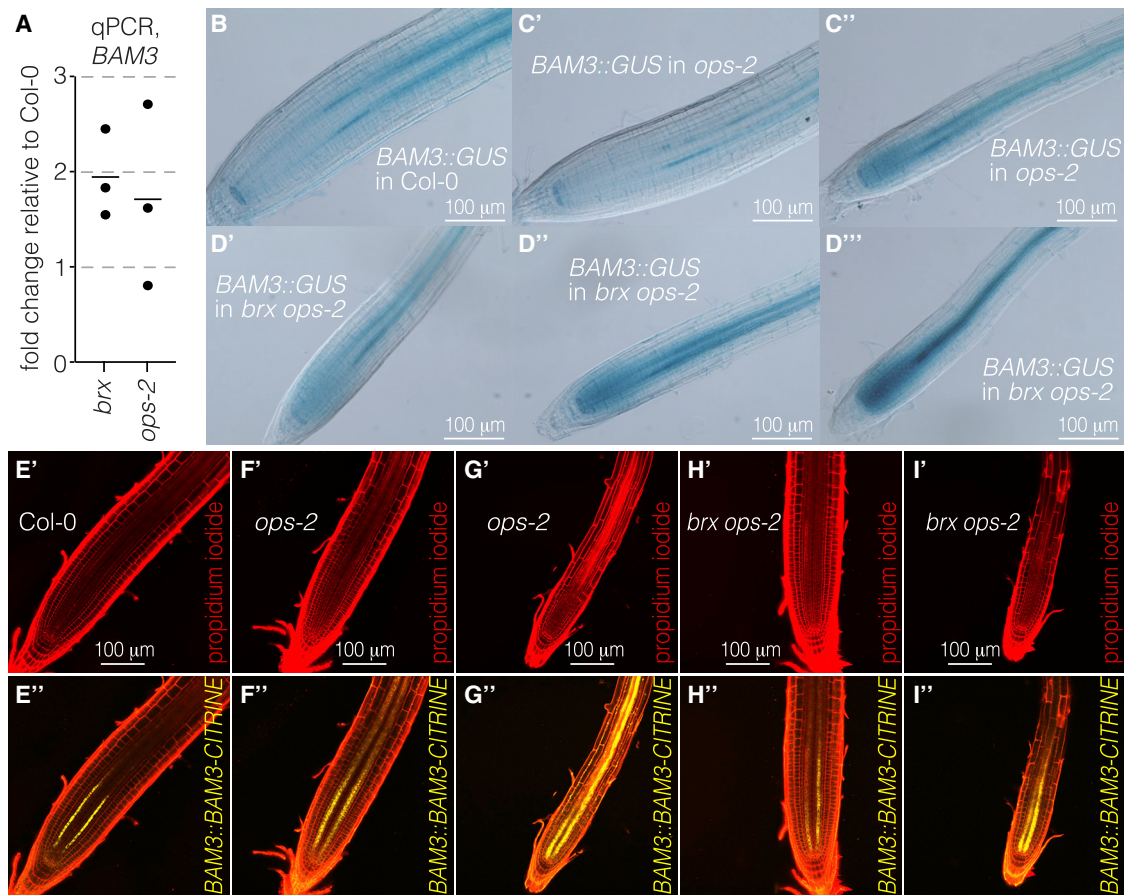 A
qPCR,
BAM3
fold change relative to Col-0
3
2
1
0
brx
ops-2
B
BAM3::GUS
in Col-0
100 µm
C’
BAM3::GUS in ops-2
100 µm
C’’
BAM3::GUS
in ops-2
100 µm
D’
BAM3::GUS
in brx ops-2
100 µm
D’’
BAM3::GUS
in brx ops-2
100 µm
D’’’
BAM3::GUS
in brx ops-2
100 µm
E’
Col-0
100 µm
propidium iodide
F’
ops-2
100 µm
propidium iodide
G’
ops-2
100 µm
propidium iodide
H’
brx ops-2
100 µm
propidium iodide
I’
brx ops-2
100 µm
propidium iodide
E’’
BAM3::BAM3-CITRINE
F’’
BAM3::BAM3-CITRINE
G’’
BAM3::BAM3-CITRINE
H’’
BAM3::BAM3-CITRINE
I’’
BAM3::BAM3-CITRINE